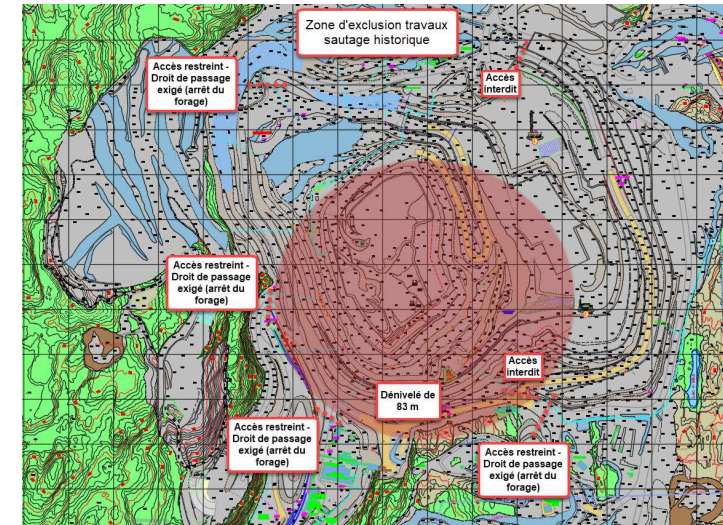 Zone d'exclusion travaux
sautage historique
Accès restreint -
Droit de passage
exigé (arrêt du
forage)
Accès
interdit
Accès restreint -
Droit de passage
exigé (arrêt du
forage)
Accès
interdit
Dénivelé de
83 m
Accès restreint -
Droit de passage
exigé (arrêt du
forage)
Accès restreint -
Droit de passage
exigé (arrêt du
forage)